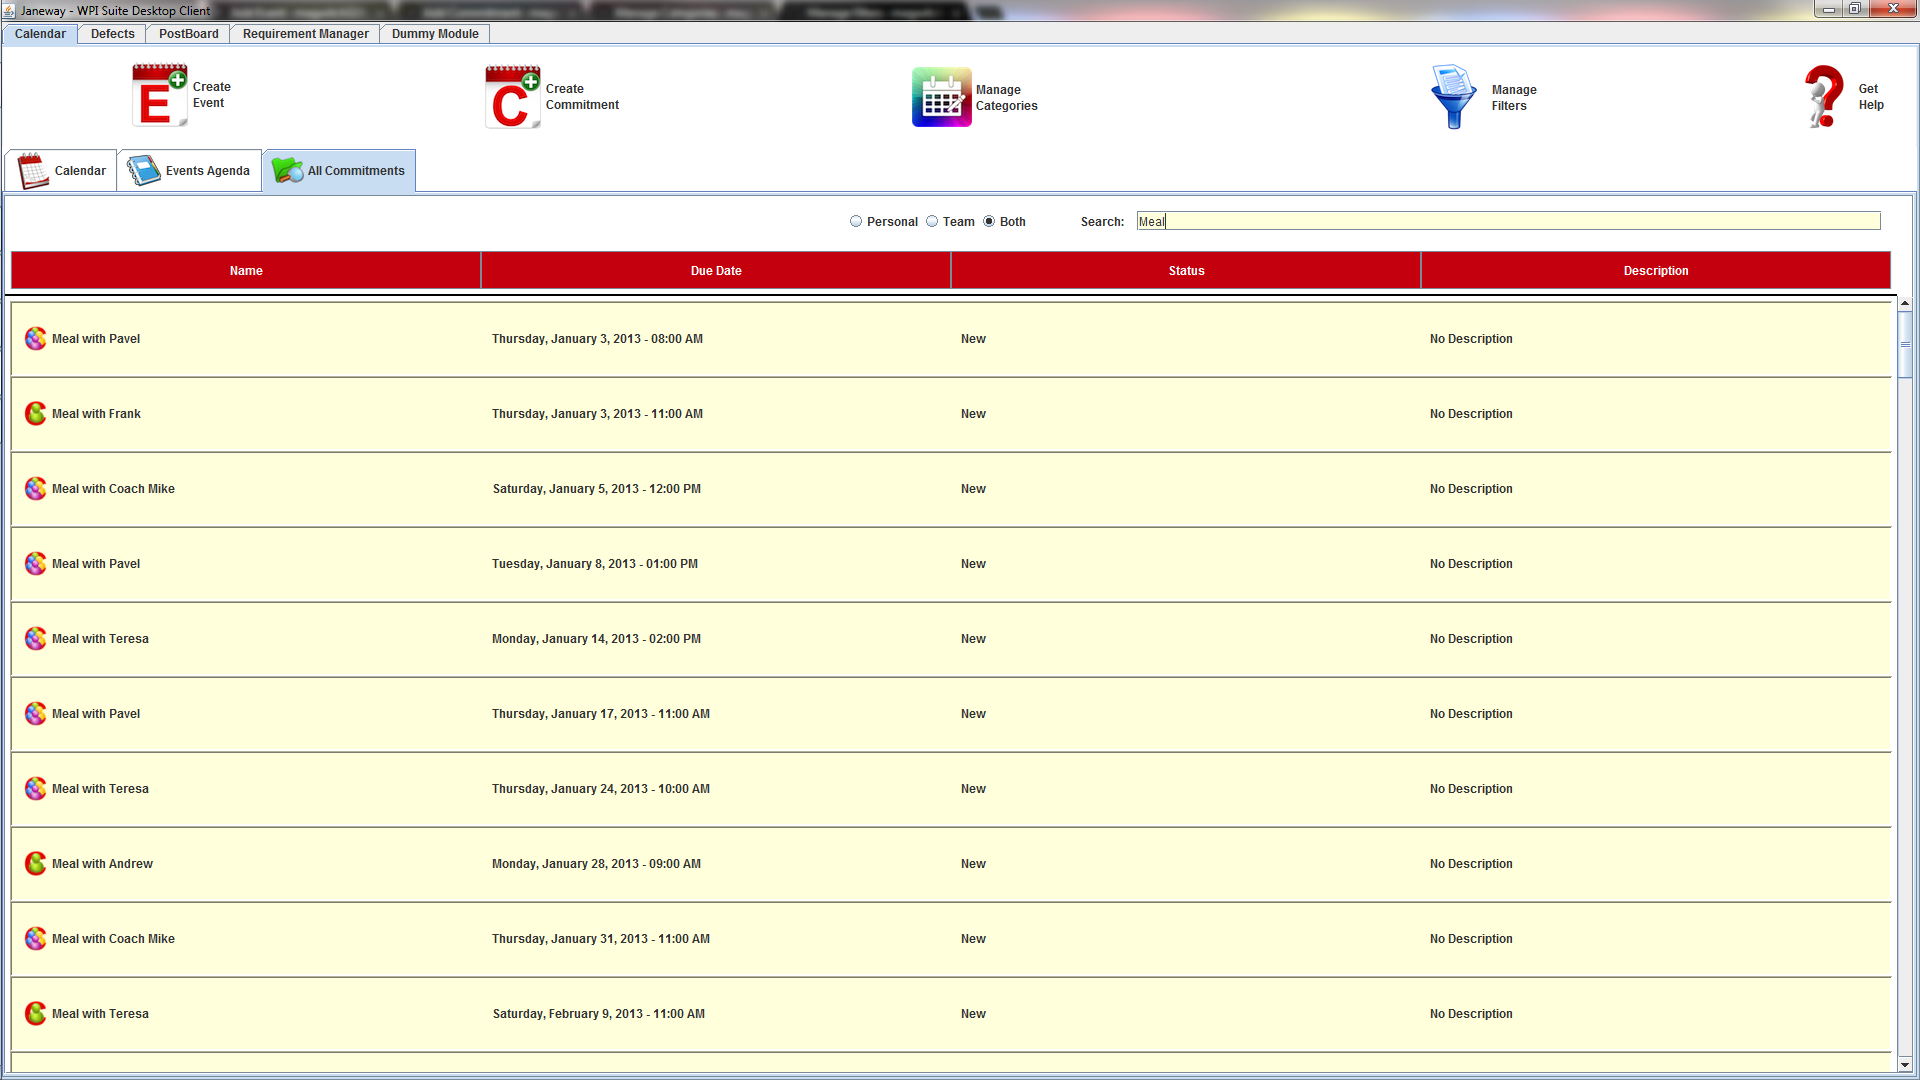 Janeway - WPI Suite Desktop Client
Calendar Defects PostBoard Requirement Manager Dummy Module
E Create Event
C Create Commitment
Manage Categories
Manage Filters
Get Help
Calendar Events Agenda All Commitments
Personal Team Both Search: Meal
Name Due Date Status Description
Meal with Pavel Thursday, January 3, 2013 - 08:00 AM New No Description
Meal with Frank Thursday, January 3, 2013 - 11:00 AM New No Description
Meal with Coach Mike Saturday, January 5, 2013 - 12:00 PM New No Description
Meal with Pavel Tuesday, January 8, 2013 - 01:00 PM New No Description
Meal with Teresa Monday, January 14, 2013 - 02:00 PM New No Description
Meal with Pavel Thursday, January 17, 2013 - 11:00 AM New No Description
Meal with Teresa Thursday, January 24, 2013 - 10:00 AM New No Description
Meal with Andrew Monday, January 28, 2013 - 09:00 AM New No Description
Meal with Coach Mike Thursday, January 31, 2013 - 11:00 AM New No Description
Meal with Teresa Saturday, February 9, 2013 - 11:00 AM New No Description